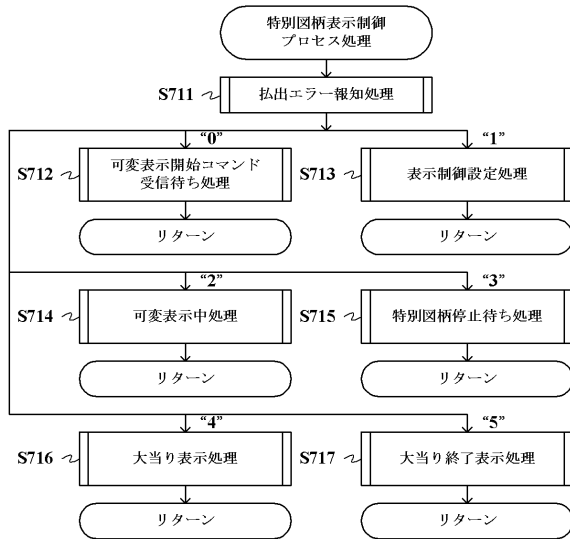 特別図柄表示制御
プロセス処理
S711
払出エラー報知処理
“0”
“1”
S712
可変表示開始コマンド
受信待ち処理
S713
表示制御設定処理
リターン
リターン
“2”
“3”
S714
可変表示中処理
S715
特別図柄停止待ち処理
リターン
リターン
“4”
“5”
S716
大当り表示処理
S717
大当り終了表示処理
リターン
リターン